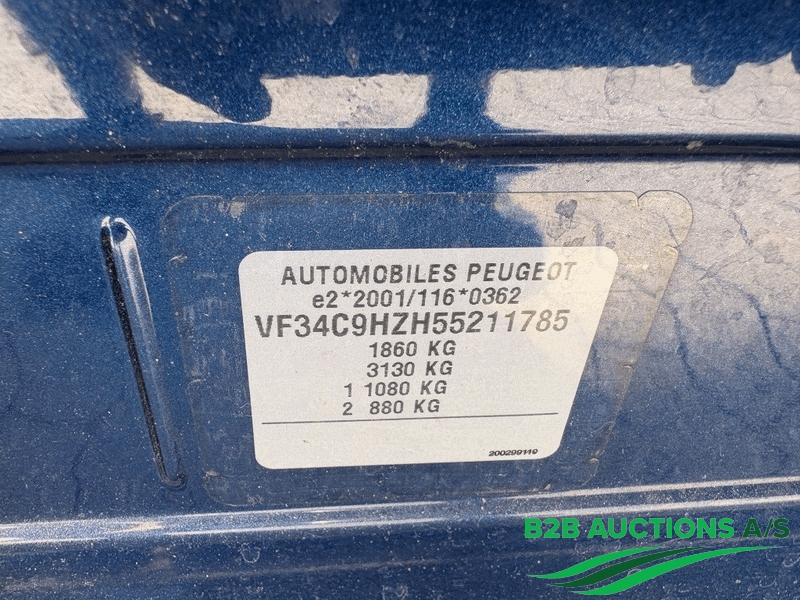 AUTOMOBILES PEUGEOT
e2*2001/116*0362
VF34C9HZH55211785
1860 KG
3130 KG
1 1080 KG
2 880 KG
200299119
B2B AUCTIONS A/S